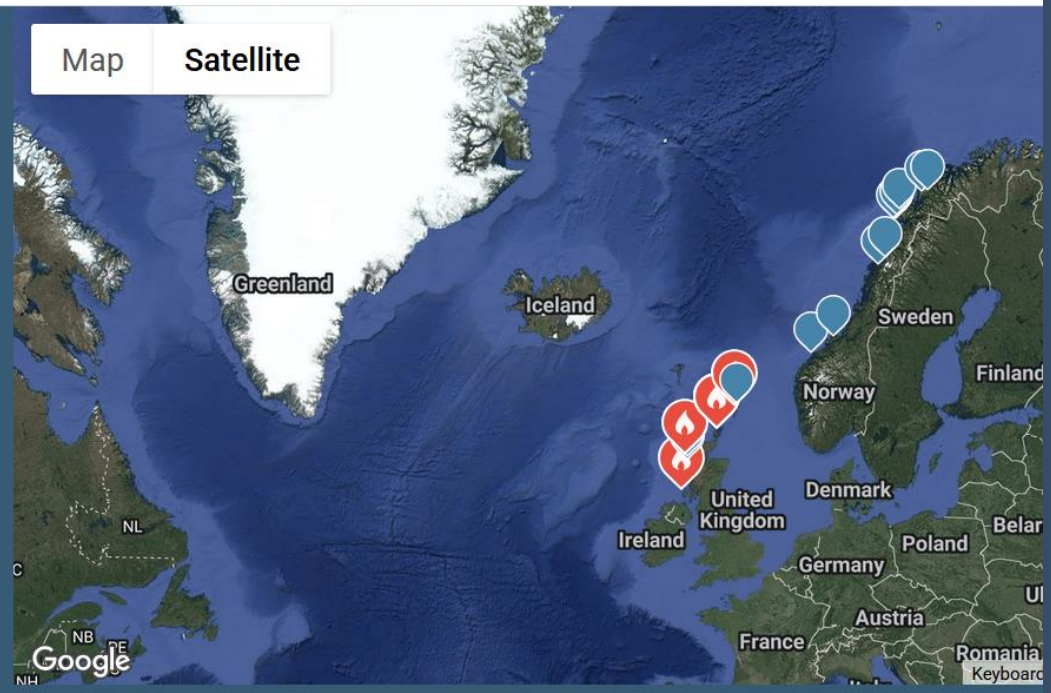 Map
Satellite
Greenland
Iceland
Sweden
Finland
Norway
United
Kingdom
Denmark
Ireland
NL
Belar
Poland
Germany
C
U
Austria
NB
PE
France
Romania
Google
NH
Keyboard